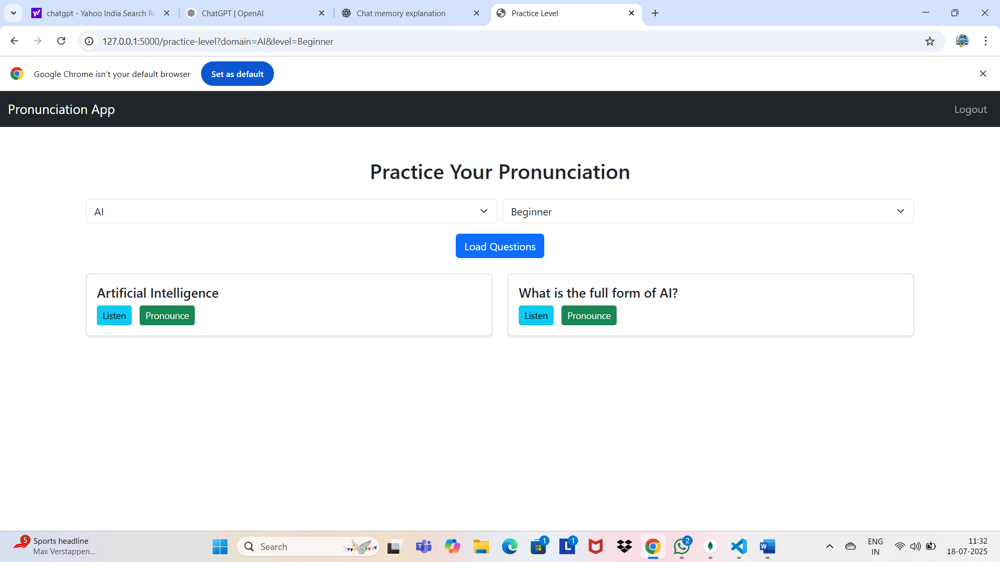 chatgpt - Yahoo India Search Re
ChatGPT | OpenAI
Chat memory explanation
Practice Level
127.0.0.1:5000/practice-level?domain=AI&level=Beginner
Google Chrome isn't your default browser
Set as default
Pronunciation App
Logout
Practice Your Pronunciation
AI
Beginner
Load Questions
Artificial Intelligence
Listen
Pronounce
What is the full form of AI?
Listen
Pronounce
5
Sports headline
Max Verstappen...
Search
1
1
2
ENG
IN
11:32
18-07-2025